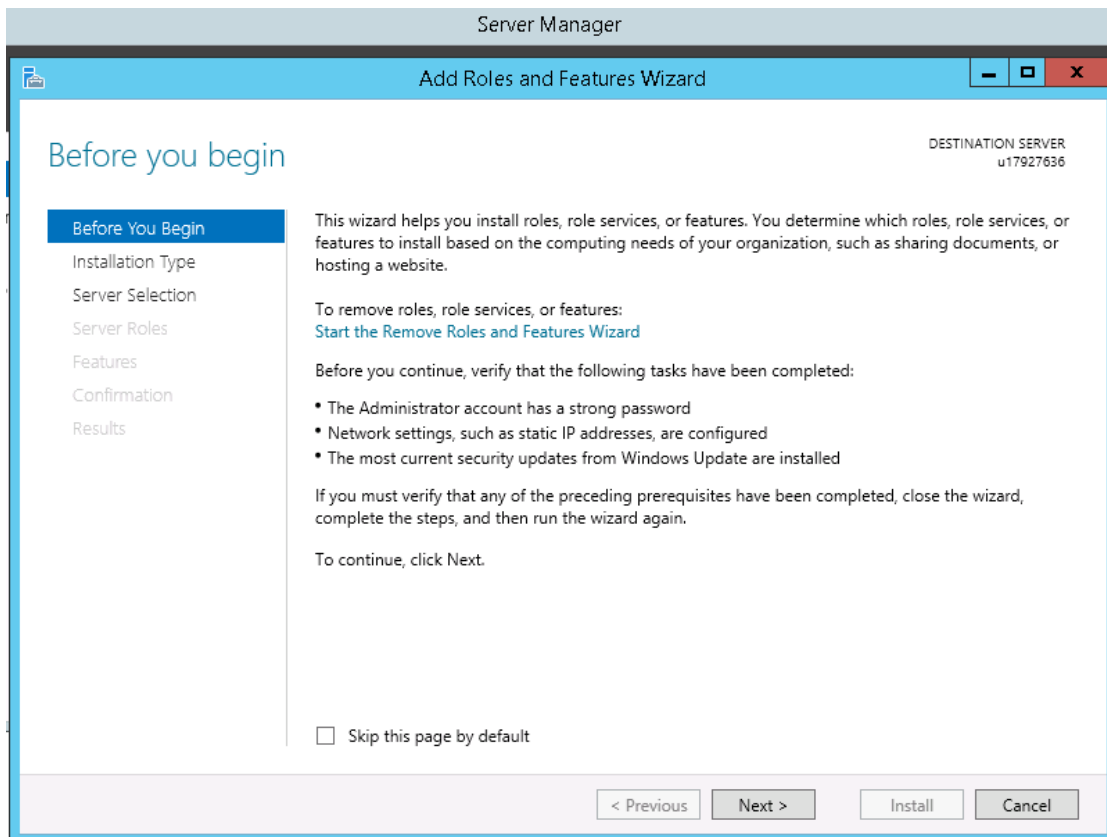 Server Manager
Add Roles and Features Wizard
Before you begin
DESTINATION SERVER
u17927636
Before You Begin
Installation Type
Server Selection
Server Roles
Features
Confirmation
Results
This wizard helps you install roles, role services, or features. You determine which roles, role services, or
features to install based on the computing needs of your organization, such as sharing documents, or
hosting a website.
To remove roles, role services, or features:
Start the Remove Roles and Features Wizard
Before you continue, verify that the following tasks have been completed:
• The Administrator account has a strong password
• Network settings, such as static IP addresses, are configured
• The most current security updates from Windows Update are installed
If you must verify that any of the preceding prerequisites have been completed, close the wizard,
complete the steps, and then run the wizard again.
To continue, click Next.
Skip this page by default
< Previous
Next >
Install
Cancel